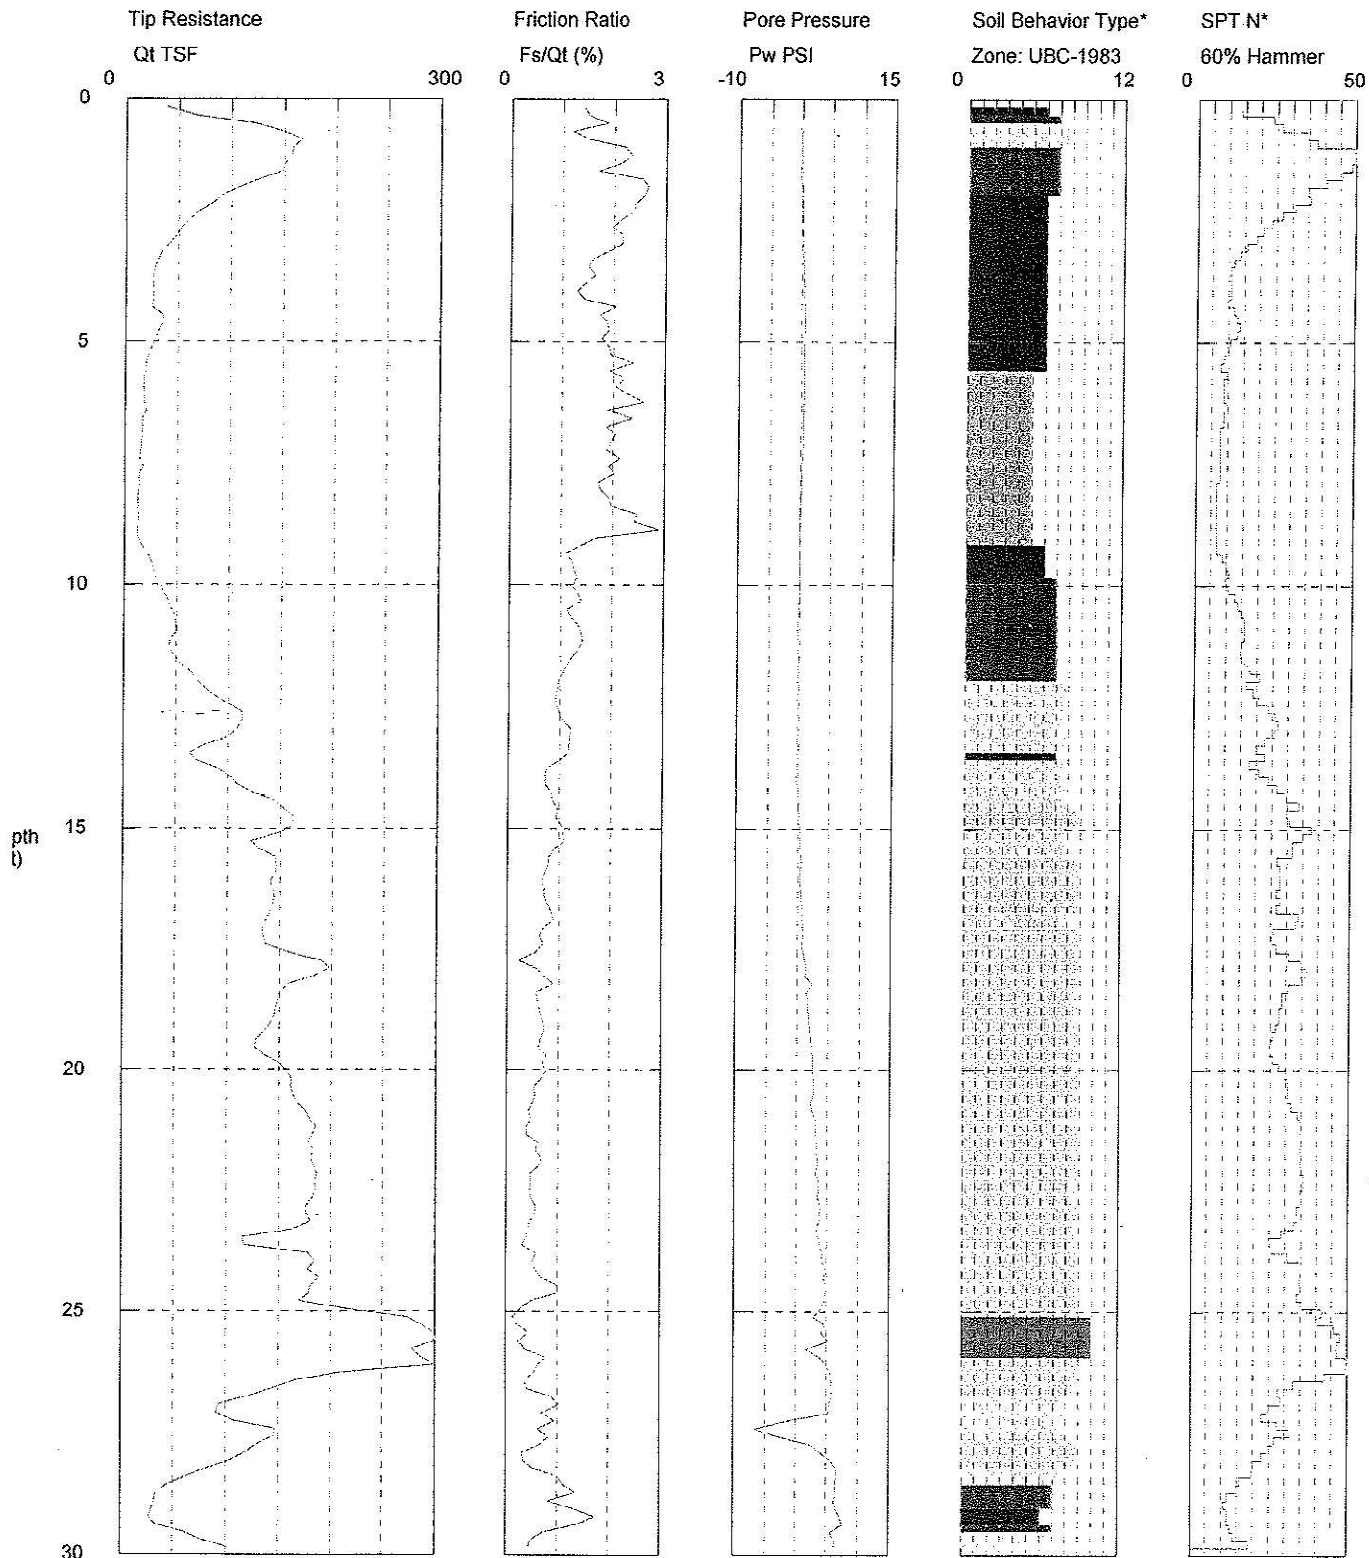 Tip Resistance
Friction Ratio
Pore Pressure
Soil Behavior Type*
SPT N*
Qt TSF
Fs/Qt (%)
Pw PSI
Zone: UBC-1983
60% Hammer
0
300
0
3
-10
15
0
12
0
50
0
5
10
15
pth
t)
20
25
30